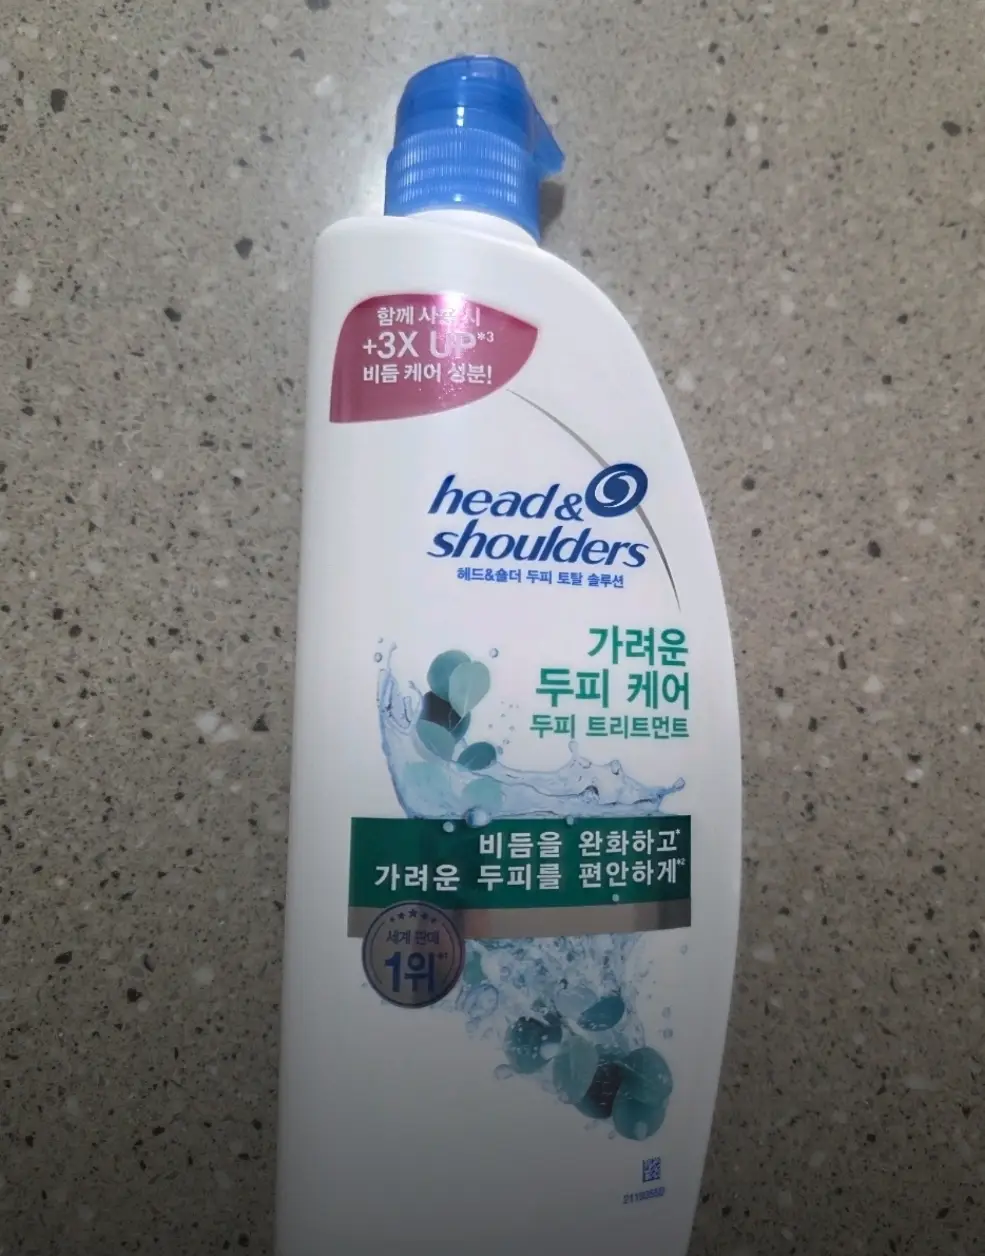 함께 사용 시
+3X UP*3
비듬 케어 성분!
head &
shoulders
헤드&숄더 두피 토탈 솔루션
가려운
두피 케어
두피 트리트먼트
비듬을 완화하고*
가려운 두피를 편안하게*2
세계 판매
1위*1